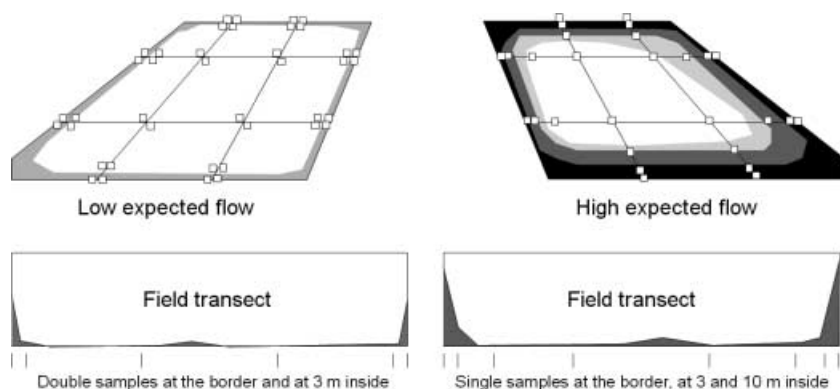 Low expected flow
High expected flow
Field transect
Field transect
Double samples at the border and at 3 m inside
Single samples at the border, at 3 and 10 m inside